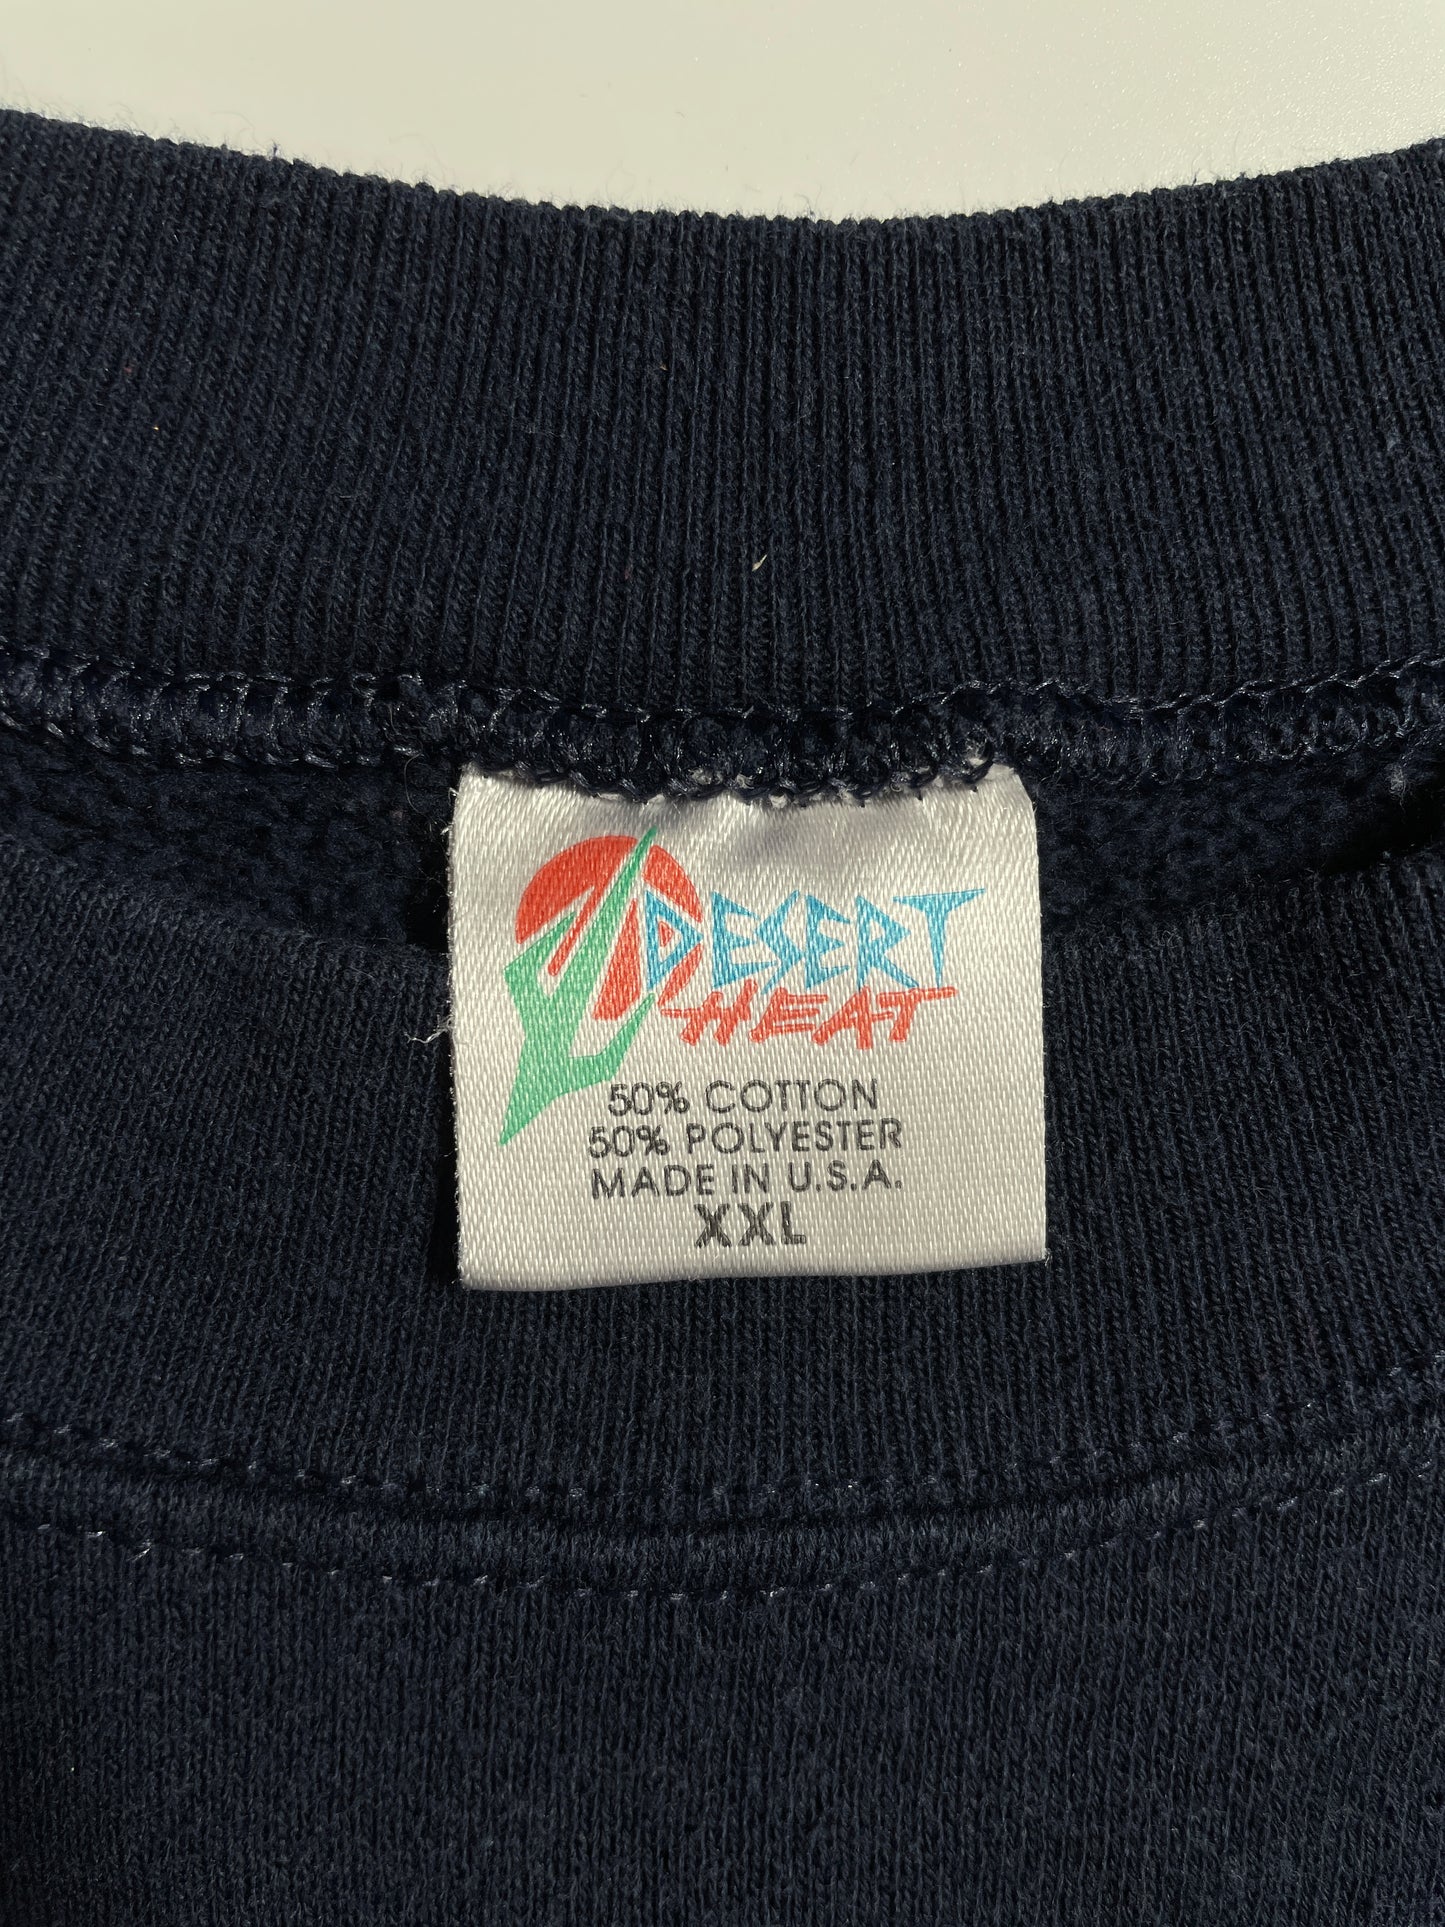 DESERT
HEAT
50% COTTON
50% POLYESTER
MADE IN U.S.A.
XXL